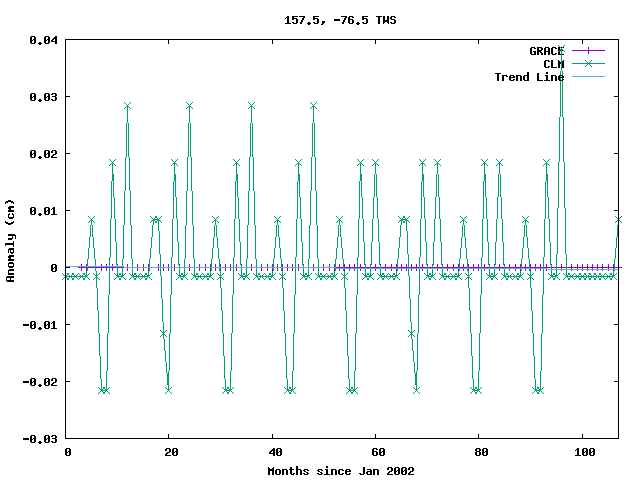 157.5, -76.5 TWS
GRACE
CLM
Trend Line
0.04
0.03
0.02
0.01
0
-0.01
-0.02
-0.03
Anomaly (cm)
0 20 40 60 80 100
Months since Jan 2002